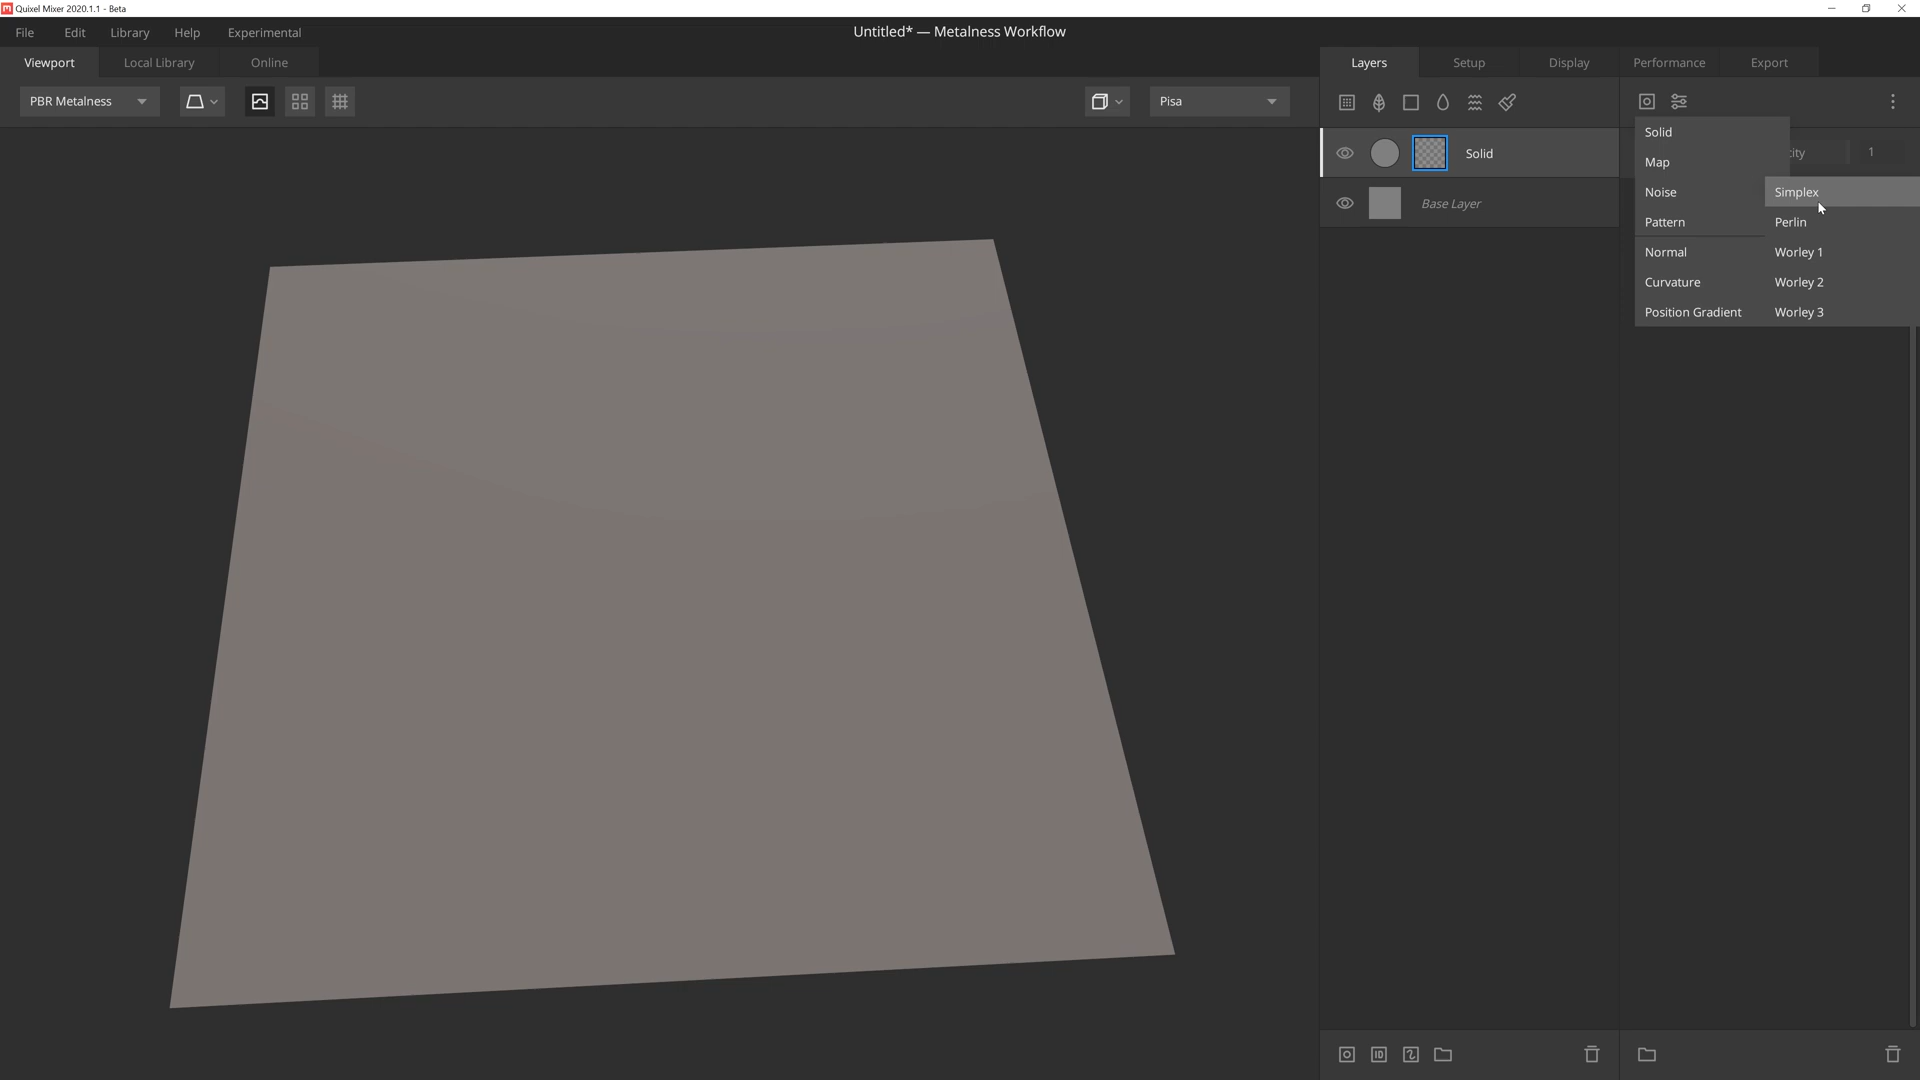 Quixel Mixer 2020.1.1 - Beta
File Edit Library Help Experimental
Untitled* — Metalness Workflow
Viewport Local Library Online
Layers Setup Display Performance Export
PBR Metalness
Pisa
Solid
Base Layer
Solid
Map
Noise
Pattern
Normal
Curvature
Position Gradient
Simplex
Perlin
Worley 1
Worley 2
Worley 3
city 1